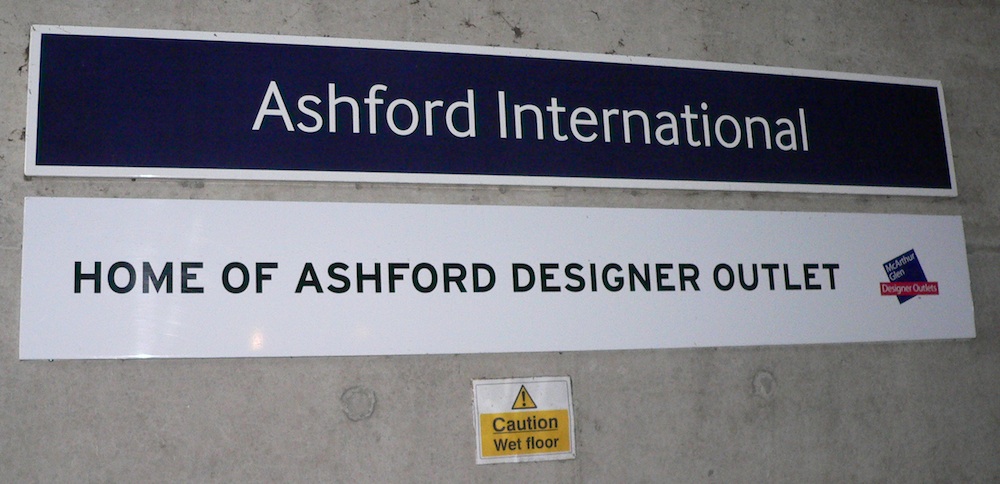 Ashford International
HOME OF ASHFORD DESIGNER OUTLET
McArthur
Glen
Designer Outlets
Caution
Wet floor